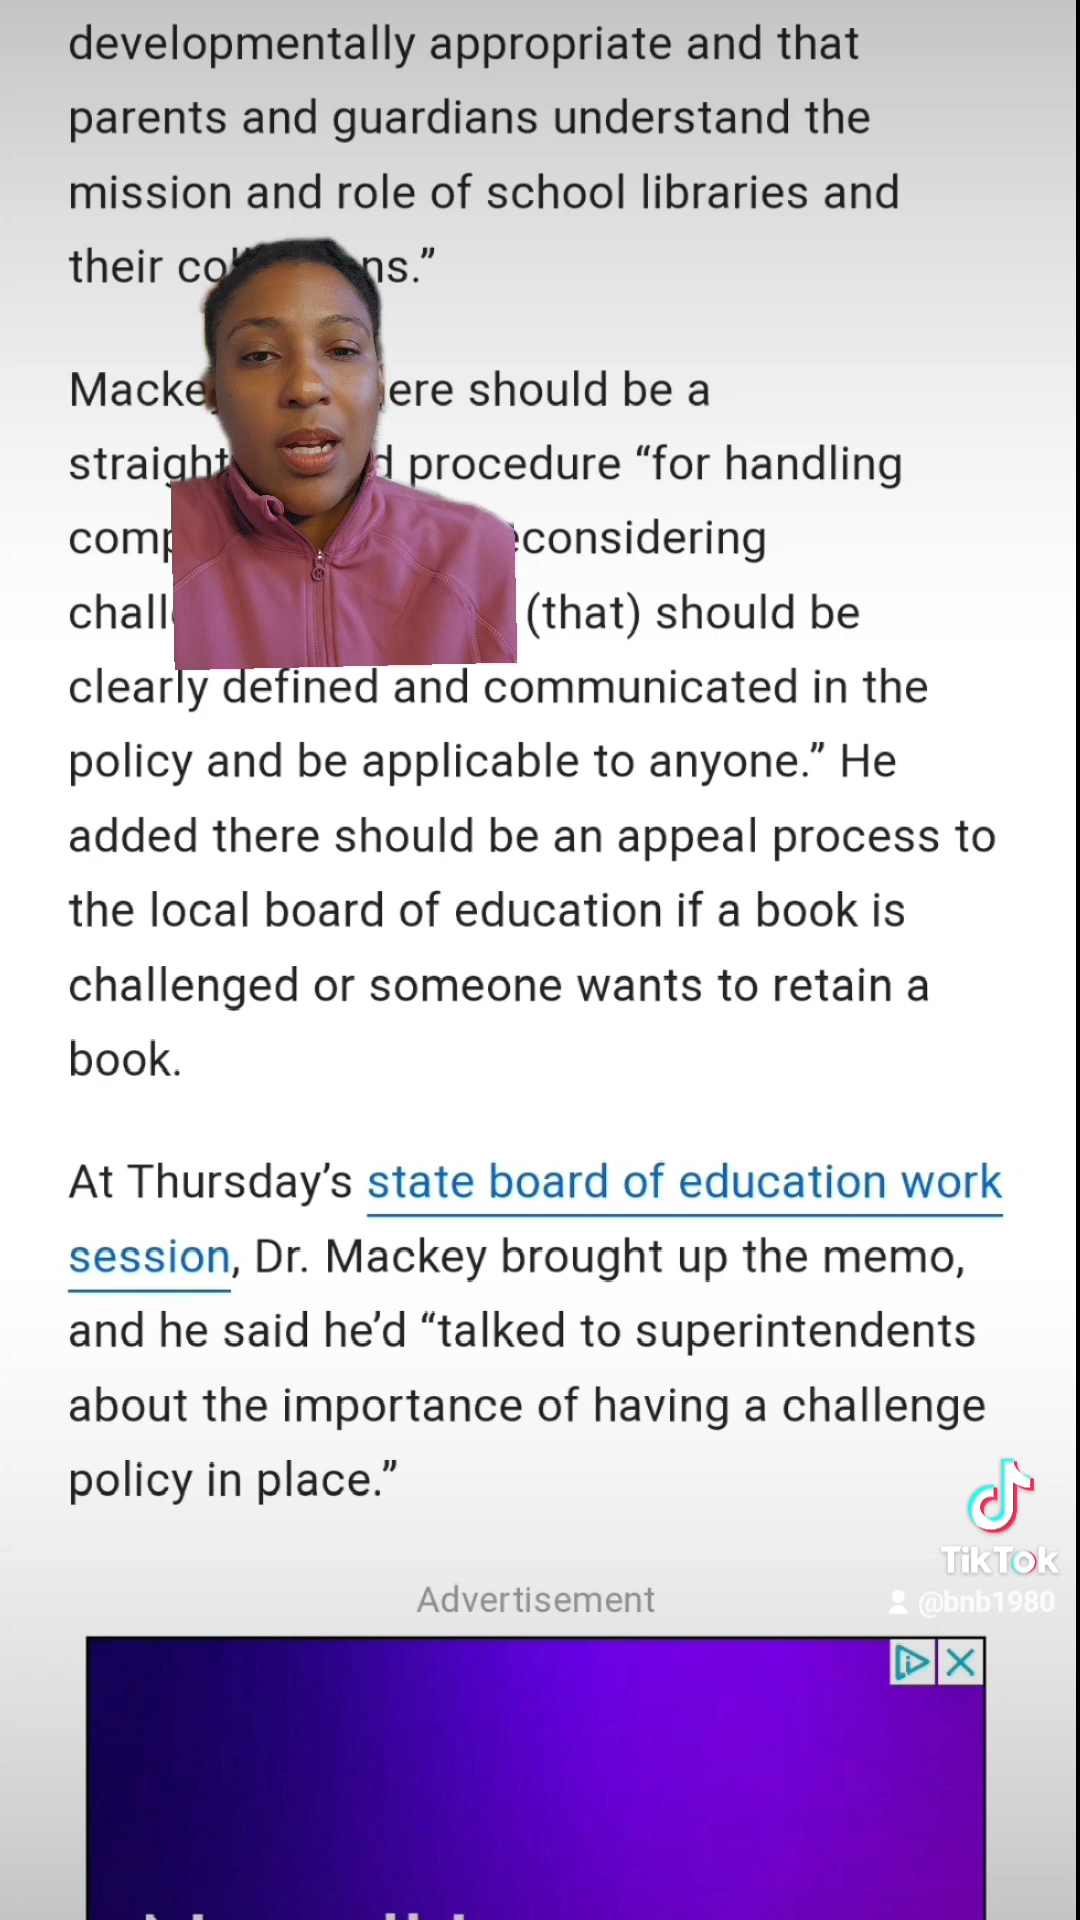 developmentally appropriate and that
parents and guardians understand the
mission and role of school libraries and
their co ns.”
Macke ere should be a
straight d procedure “for handling
comp considering
chall (that) should be
clearly defined and communicated in the
policy and be applicable to anyone.” He
added there should be an appeal process to
the local board of education if a book is
challenged or someone wants to retain a
book.
At Thursday’s state board of education work
session, Dr. Mackey brought up the memo,
and he said he’d “talked to superintendents
about the importance of having a challenge
policy in place.”
TikTok
@bnb1980
Advertisement